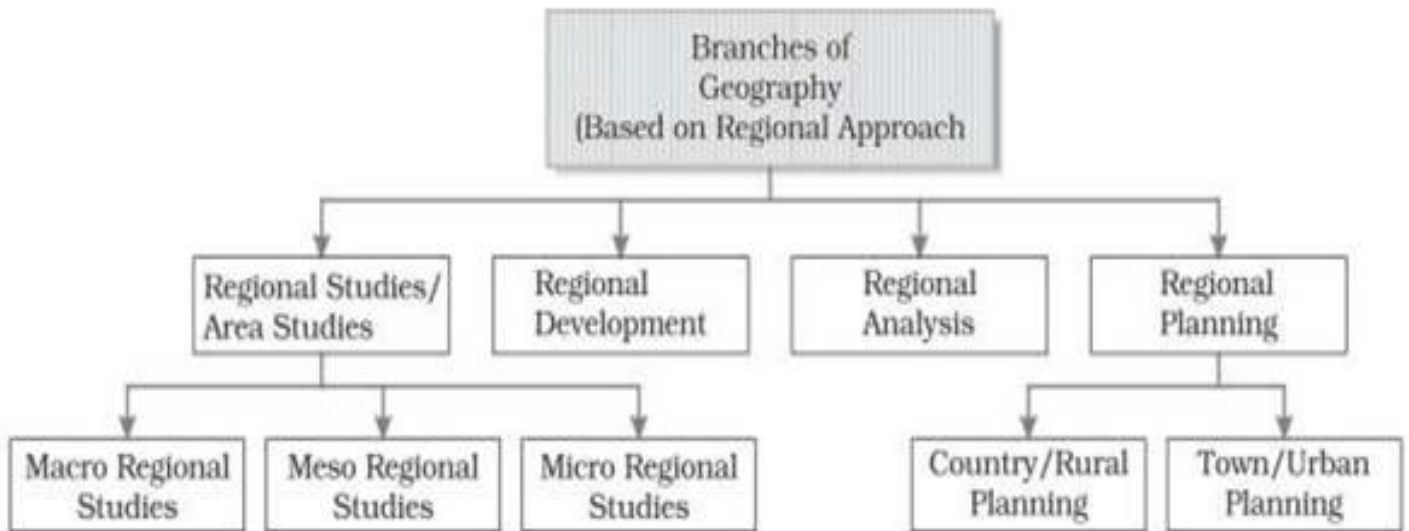 Branches of
Geography
(Based on Regional Approach
Regional Studies/
Area Studies
Regional
Development
Regional
Analysis
Regional
Planning
Macro Regional
Studies
Meso Regional
Studies
Micro Regional
Studies
Country/Rural
Planning
Town/Urban
Planning